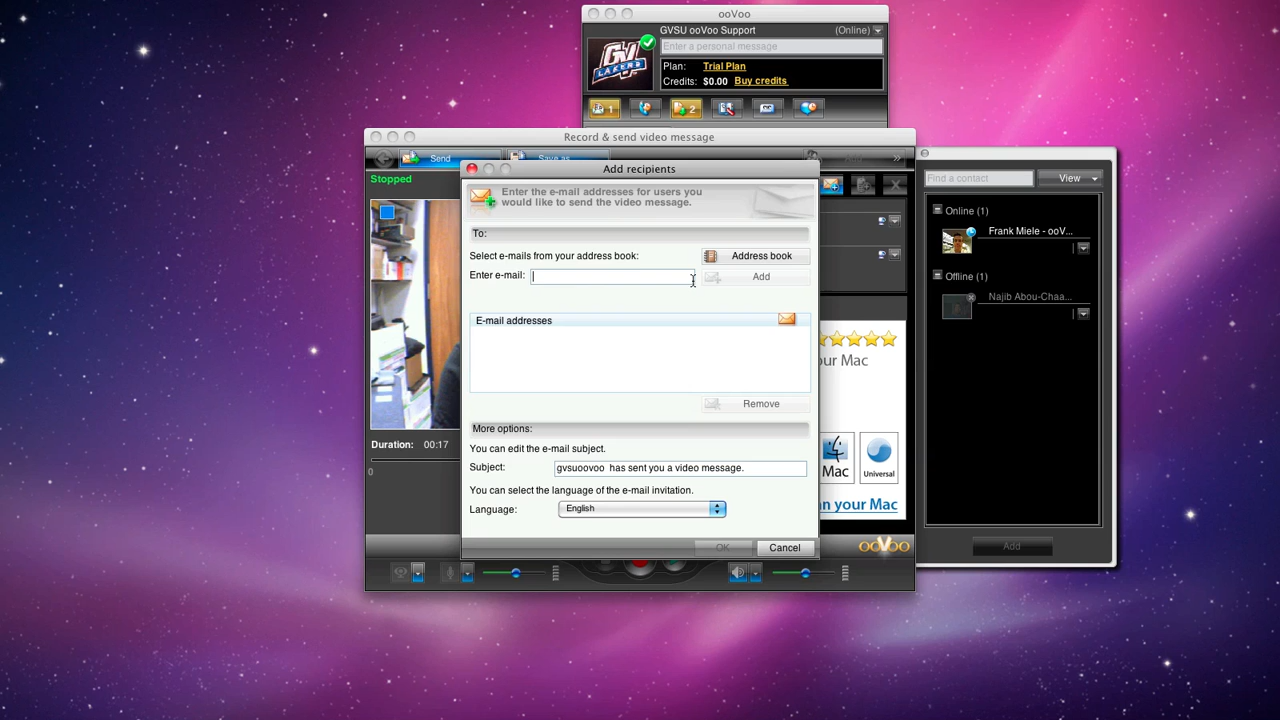 ooVoo
GVSU ooVoo Support
(Online)
Enter a personal message
GV
LAKERS
Plan: Trial Plan
Credits: $0.00 Buy credits
1
2
Record & send video message
Send
Save as
Stopped
Duration: 00:17
0
Add recipients
Enter the e-mail addresses for users you
would like to send the video message.
To:
Select e-mails from your address book:
Address book
Enter e-mail:
Add
E-mail addresses
Remove
More options:
You can edit the e-mail subject.
Subject: gvsuoovoo has sent you a video message.
You can select the language of the e-mail invitation.
Language: English
OK
Cancel
our Mac
Mac
Universal
n your Mac
ooVoo
Find a contact
View
Online (1)
Frank Miele - ooV...
Offline (1)
Najib Abou-Chaa...
Add